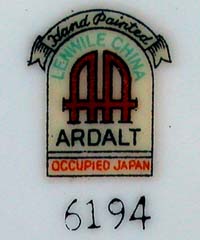 Hand Painted
LENWILE CHINA
AA
ARDALT
OCCUPIED JAPAN
6194